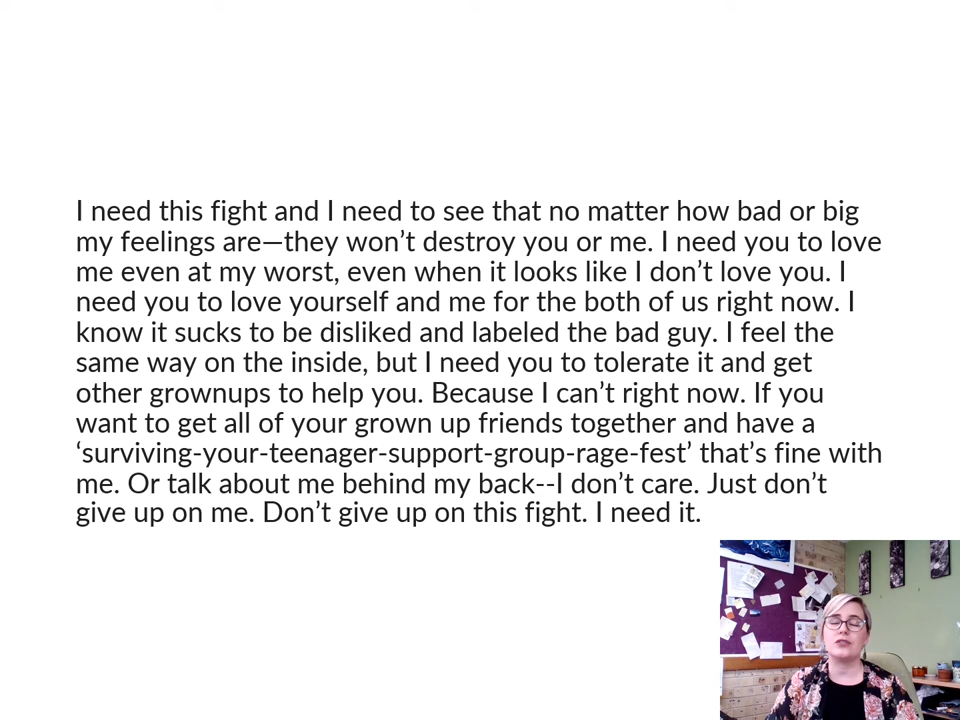 I need this fight and I need to see that no matter how bad or big
my feelings are—they won’t destroy you or me. I need you to love
me even at my worst, even when it looks like I don’t love you. I
need you to love yourself and me for the both of us right now. I
know it sucks to be disliked and labeled the bad guy. I feel the
same way on the inside, but I need you to tolerate it and get
other grownups to help you. Because I can’t right now. If you
want to get all of your grown up friends together and have a
‘surviving-your-teenager-support-group-rage-fest’ that’s fine with
me. Or talk about me behind my back--I don’t care. Just don’t
give up on me. Don’t give up on this fight. I need it.